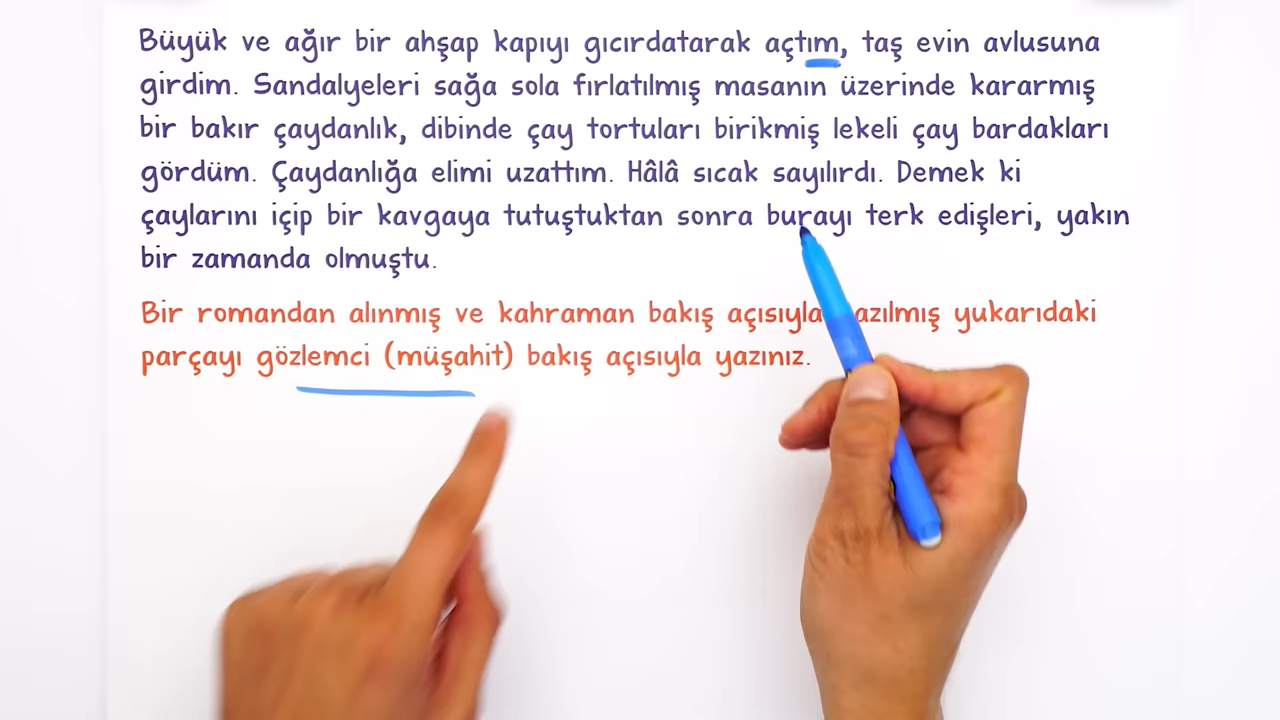 Büyük ve ağır bir ahşap kapıyı gıcırdatarak açtım, taş evin avlusuna
girdim. Sandalyeleri sağa sola fırlatılmış masanın üzerinde kararmış
bir bakır çaydanlık, dibinde çay tortuları birikmiş lekeli çay bardakları
gördüm. Çaydanlığa elimi uzattım. Hâlâ sıcak sayılırdı. Demek ki
çaylarını içip bir kavgaya tutuştuktan sonra burayı terk edişleri, yakın
bir zamanda olmuştu.
Bir romandan alınmış ve kahraman bakış açısıyla azılmış yukarıdaki
parçayı gözlemci (müşahit) bakış açısıyla yazınız.